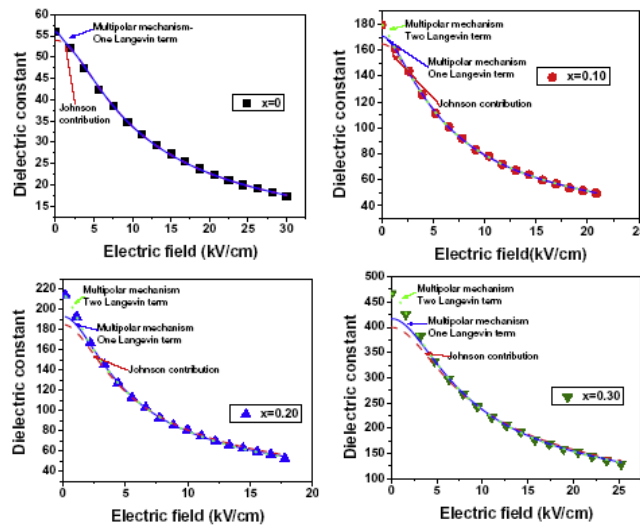 60
55
50
45
40
35
30
25
20
15
0 5 10 15 20 25 30
Dielectric constant
Electric field (kV/cm)
Multipolar mechanism-
One Langevin term
Johnson
contribution
x=0
180
160
140
120
100
80
60
40
0 5 10 15 20 25
Dielectric constant
Electric field(kV/cm)
Multipolar mechanism
Two Langevin term
Multipolar mechanism
One Langevin term
Johnson
contribution
x=0.10
220
200
180
160
140
120
100
80
60
40
0 5 10 15 20
Dielectric constant
Electric field (kV/cm)
Multipolar mechanism
Two Langevin term
Multipolar mechanism
One Langevin term
Johnson contribution
x=0.20
500
450
400
350
300
250
200
150
100
0 5 10 15 20 25
Dielectric constant
Electric field (kV/cm)
Multipolar mechanism
Two Langevin term
Multipolar mechanism
One Langevin term
Johnson contribution
x=0.30